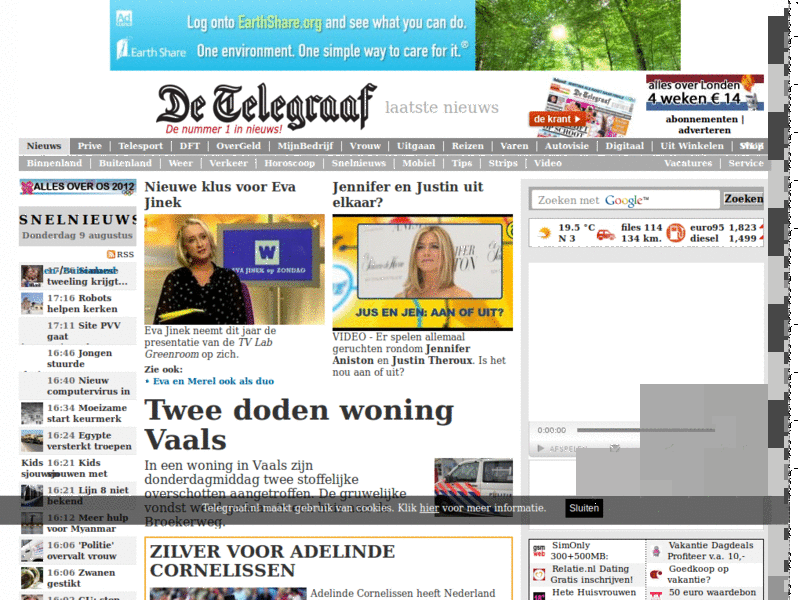 Ad
Log onto EarthShare.org and see what you can do.
Earth Share
One environment. One simple way to care for it.®
De Telegraaf
laatste nieuws
De nummer 1 in nieuws!
de krant
alles over Londen
4 weken € 14
abonnementen |
adverteren
Nieuws Prive Telesport DFT OverGeld MijnBedrijf Vrouw Uitgaan Reizen Varen Autovisie Digitaal Uit Winkelen
Binnenland Buitenland Weer Verkeer Horoscoop Snelnieuws Mobiel Tips Strips Video Vacatures Service
ALLES OVER OS 2012
SNELNIEUWS
Donderdag 9 augustus
RSS
tweeling krijgt...
17:16 Robots
helpen kerken
17:11 Site PVV
gaat
16:46 Jongen
stuurde
16:40 Nieuw
computervirus in
16:34 Moeizame
start keurmerk
16:24 Egypte
versterkt troepen
Kids 16:21 Kids
sjouwen met
16:21 Lijn 8 niet
bekend
16:12 Meer hulp
voor Myanmar
16:06 'Politie'
overvalt vrouw
16:06 Zwanen
gestikt
Nieuwe klus voor Eva
Jinek
W
EVA JINEK op ZONDAG
Eva Jinek neemt dit jaar de
presentatie van de TV Lab
Greenroom op zich.
Zie ook:
• Eva en Merel ook als duo
Jennifer en Justin uit
elkaar?
JUS EN JEN: AAN OF UIT?
VIDEO - Er spelen allemaal
geruchten rondom Jennifer
Aniston en Justin Theroux. Is het
nou aan of uit?
Twee doden woning
Vaals
In een woning in Vaals zijn
donderdagmiddag twee stoffelijke
overschotten aangetroffen. De gruwelijke
vondst
Broekerweg.
Telegraaf.nl maakt gebruik van cookies. Klik hier voor meer informatie.
Sluiten
ZILVER VOOR ADELINDE
CORNELISSEN
Adelinde Cornelissen heeft Nederland
Zoeken met Google™
Zoeken
19.5 °C
N 3
files 114
134 km.
euro95 1,823
diesel 1,499
0:00:00
AFSPELEN
SimOnly
300+500MB:
Relatie.nl Dating
Gratis inschrijven!
Hete Huisvrouwen
Vakantie Dagdeals
Profiteer v.a. 10,-
Goedkoop op
vakantie?
50 euro waardebon